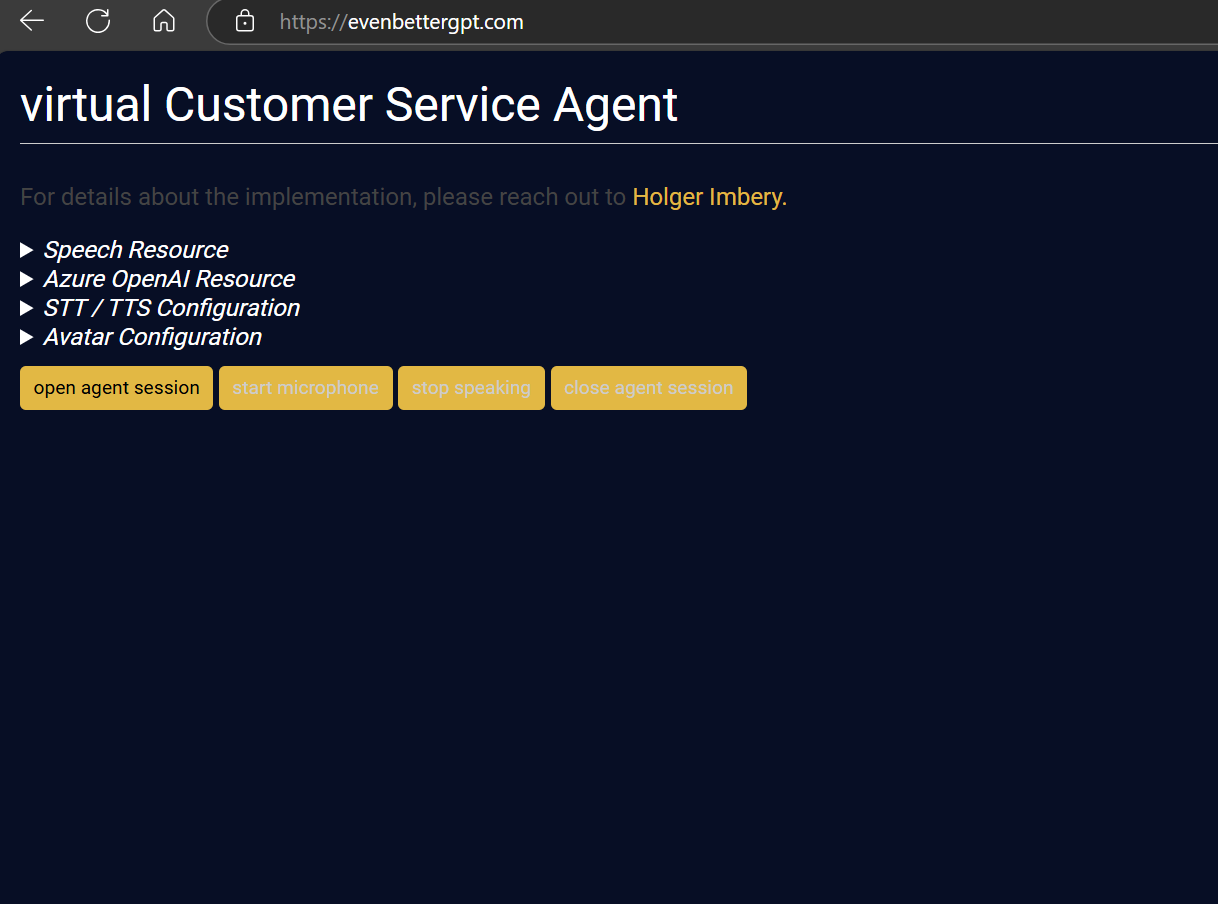 https://evenbettergpt.com
virtual Customer Service Agent
For details about the implementation, please reach out to Holger Imbery.
Speech Resource
Azure OpenAI Resource
STT / TTS Configuration
Avatar Configuration
open agent session start microphone stop speaking close agent session